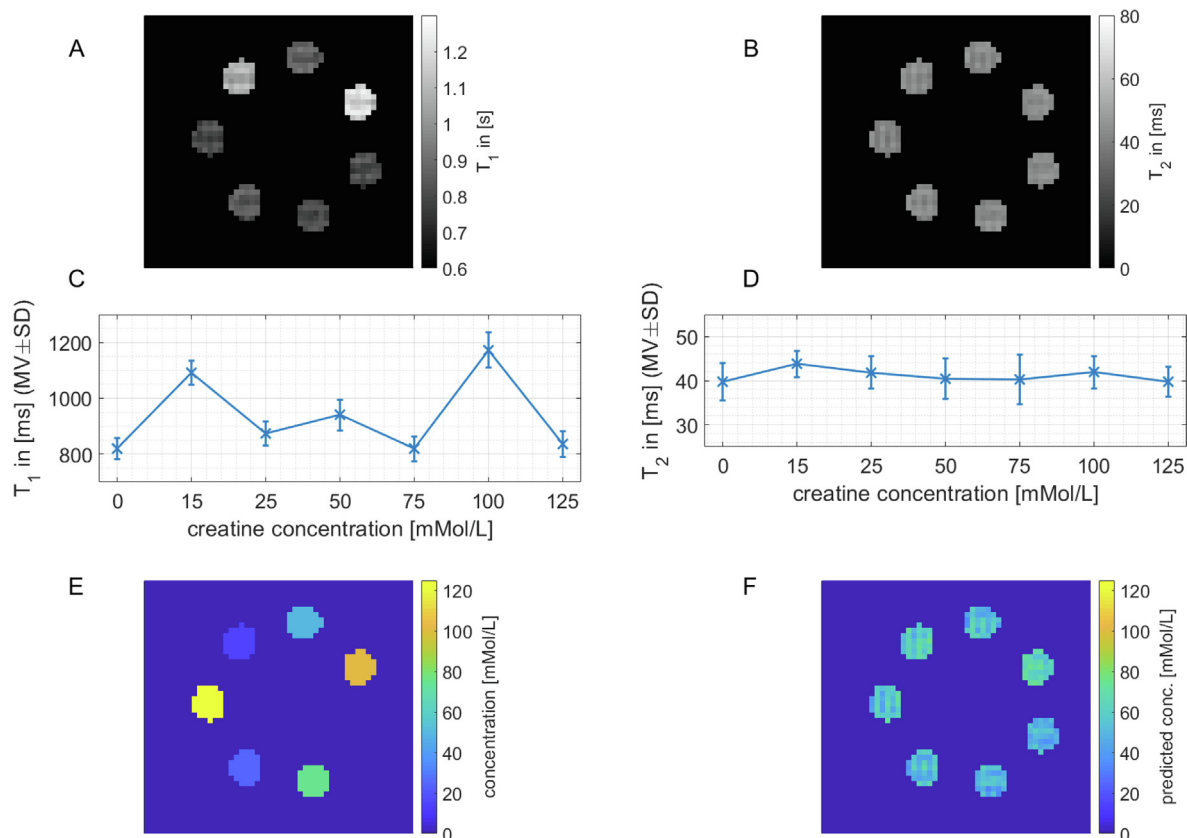 A
1.2
1.1
1
0.9
0.8
0.7
0.6
T1 in [s]
B
80
60
40
20
0
T2 in [ms]
C
T1 in [ms] (MV±SD)
1200
1000
800
0 15 25 50 75 100 125
creatine concentration [mMol/L]
D
T2 in [ms] (MV±SD)
50
40
30
0 15 25 50 75 100 125
creatine concentration [mMol/L]
E
120
100
80
60
40
20
0
concentration [mMol/L]
F
120
100
80
60
40
20
0
predicted conc. [mMol/L]